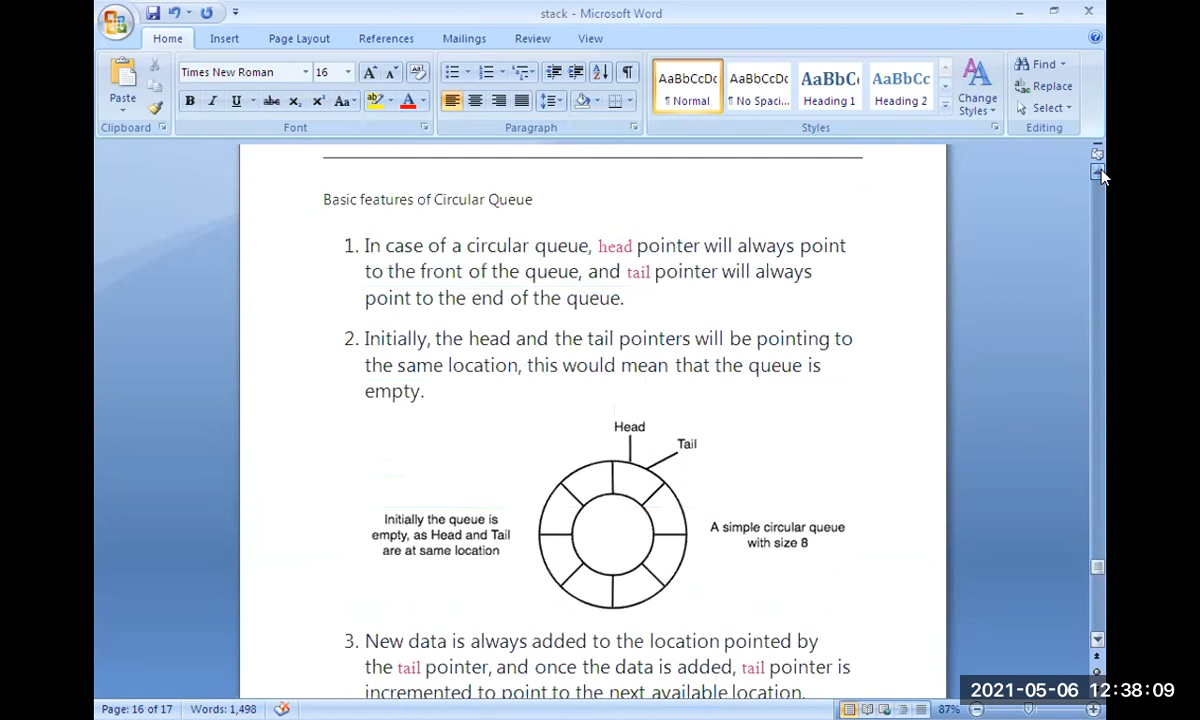 stack - Microsoft Word
Home Insert Page Layout References Mailings Review View
Paste
Clipboard
Times New Roman 16
B I U abc X₂ X² Aa
Font
Paragraph
AaBbCcDc AaBbCcDc AaBbC AaBbCc
¶ Normal ¶ No Spaci... Heading 1 Heading 2
Change
Styles
Styles
Find
Replace
Select
Editing
Basic features of Circular Queue
1. In case of a circular queue, head pointer will always point
to the front of the queue, and tail pointer will always
point to the end of the queue.
2. Initially, the head and the tail pointers will be pointing to
the same location, this would mean that the queue is
empty.
Head
Tail
Initially the queue is
empty, as Head and Tail
are at same location
A simple circular queue
with size 8
3. New data is always added to the location pointed by
the tail pointer, and once the data is added, tail pointer is
incremented to point to the next available location.
2021-05-06 12:38:09
Page: 16 of 17 Words: 1,498 87%